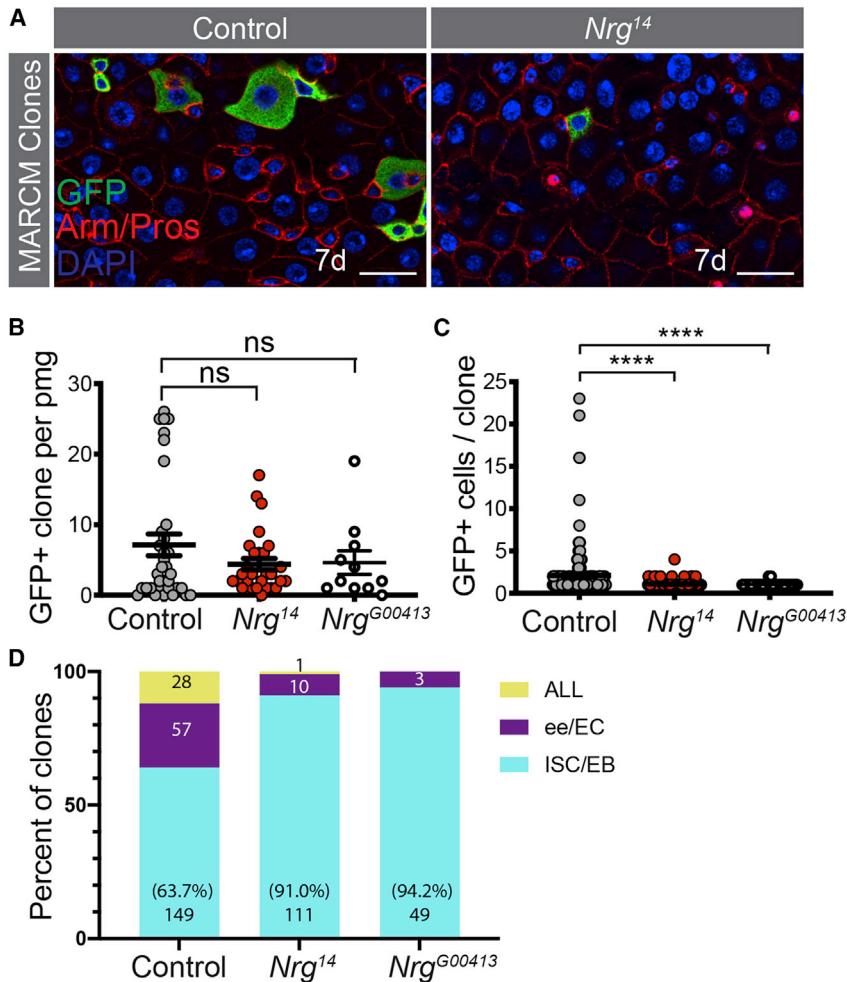 A
Control
Nrg14
MARCM Clones
GFP
Arm/Pros
DAPI
7d
7d
B
GFP+ clone per pmg
30
20
10
0
ns
ns
Control
Nrg14
NrgG00413
C
GFP+ cells / clone
25
20
15
10
5
0
****
****
Control
Nrg14
NrgG00413
D
Percent of clones
100
50
0
28
57
(63.7%)
149
1
10
(91.0%)
111
3
(94.2%)
49
Control
Nrg14
NrgG00413
ALL
ee/EC
ISC/EB